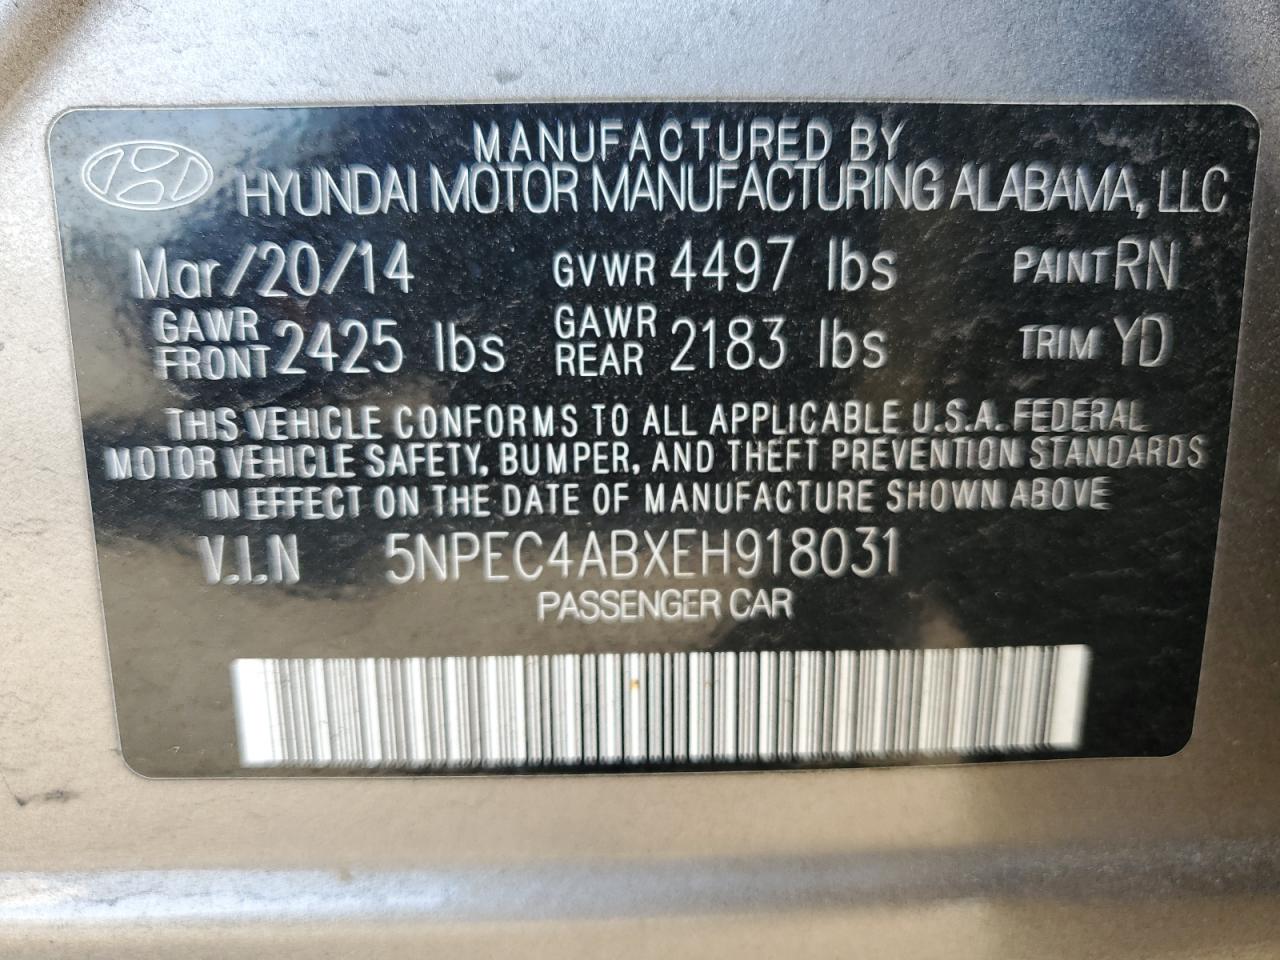 MANUFACTURED BY
HYUNDAI MOTOR MANUFACTURING ALABAMA, LLC
Mar/20/14 GVWR 4497 lbs PAINT RN
GAWR FRONT 2425 lbs GAWR REAR 2183 lbs TRIM YD
THIS VEHICLE CONFORMS TO ALL APPLICABLE U.S.A. FEDERAL
MOTOR VEHICLE SAFETY, BUMPER, AND THEFT PREVENTION STANDARDS
IN EFFECT ON THE DATE OF MANUFACTURE SHOWN ABOVE
V.I.N 5NPEC4ABXEH918031
PASSENGER CAR